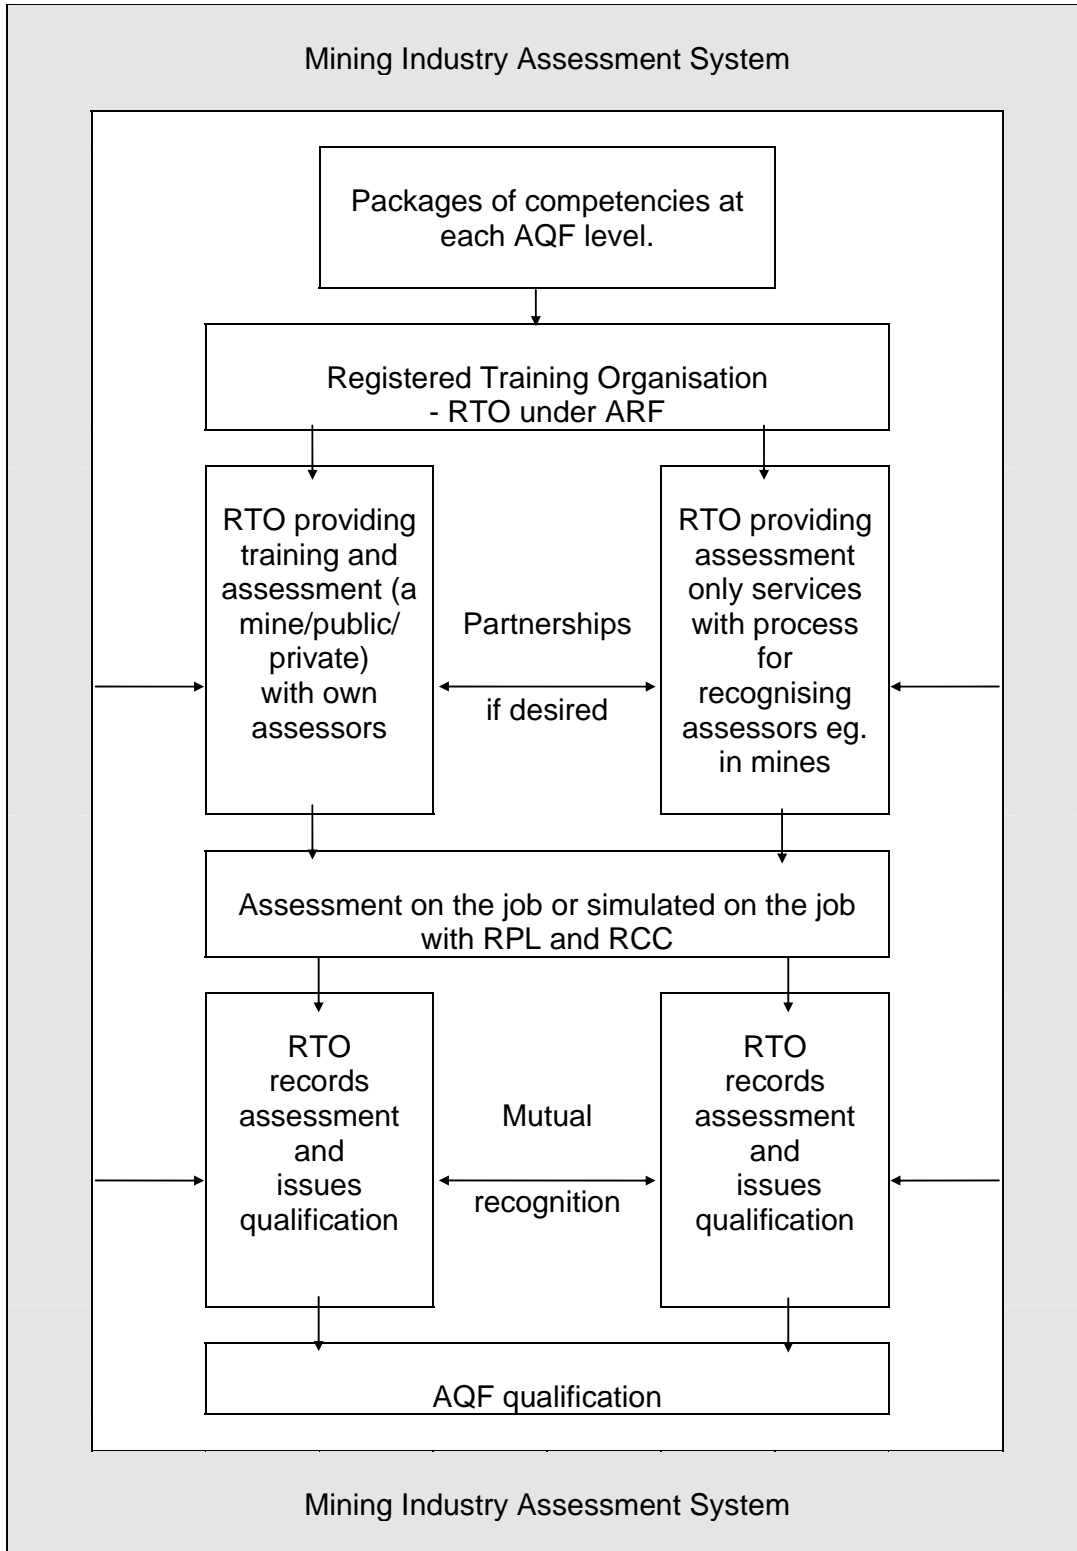 Mining Industry Assessment System
Packages of competencies at
each AQF level.
Registered Training Organisation
- RTO under ARF
RTO providing
training and
assessment (a
mine/public/
private)
with own
assessors
Partnerships
if desired
RTO providing
assessment
only services
with process
for
recognising
assessors eg.
in mines
Assessment on the job or simulated on the job
with RPL and RCC
RTO
records
assessment
and
issues
qualification
Mutual
recognition
RTO
records
assessment
and
issues
qualification
AQF qualification
Mining Industry Assessment System